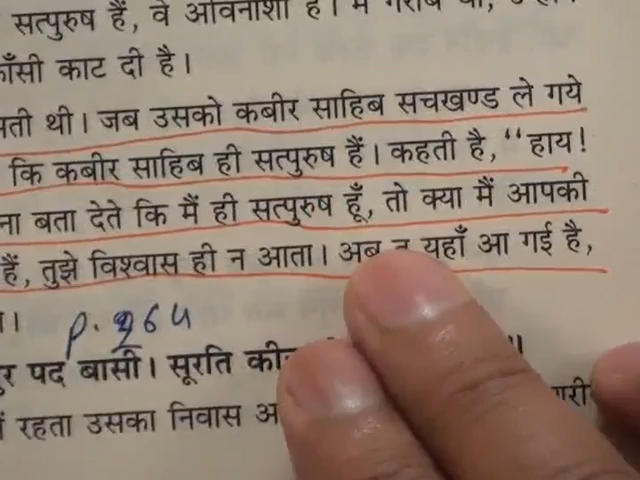 सत्पुरुष हैं, वे अविनाशी हैं। मैं
काट दी है।
थी। जब उसको कबीर साहिब सचखण्ड ले गये
कि कबीर साहिब ही सत्पुरुष हैं। कहती है, “हाय!
बता देते कि मैं ही सत्पुरुष हूँ, तो क्या मैं आपकी
हैं, तुझे विश्वास ही न आता। अब यहाँ आ गई है,
p. 264
पद बासी। सूरति
रहता उसका निवास